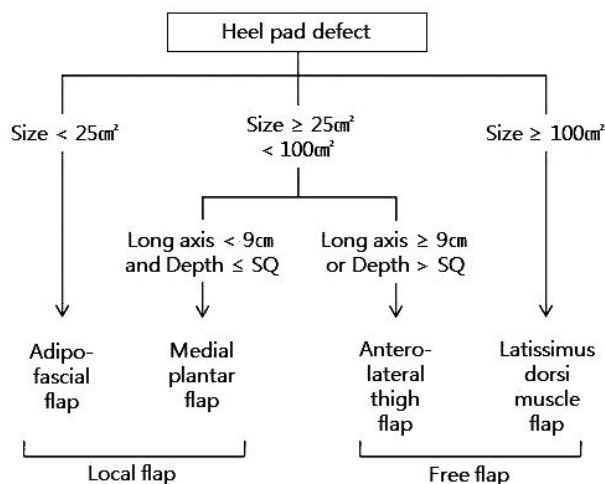 Heel pad defect
Size < 25㎠
Size ≥ 25㎠
< 100㎠
Size ≥ 100㎠
Long axis < 9㎝
and Depth ≤ SQ
Long axis ≥ 9㎝
or Depth > SQ
Adipo-
fascial
flap
Medial
plantar
flap
Antero-
lateral
thigh
flap
Latissimus
dorsi
muscle
flap
Local flap
Free flap